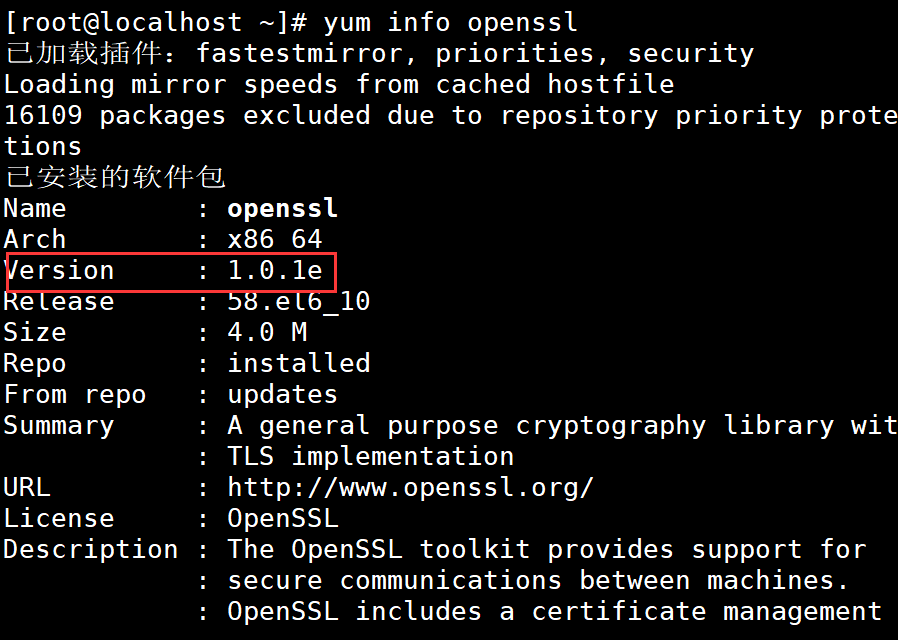 [root@localhost ~]# yum info openssl
已加载插件：fastestmirror, priorities, security
Loading mirror speeds from cached hostfile
16109 packages excluded due to repository priority prote
tions
已安装的软件包
Name        : openssl
Arch        : x86_64
Version     : 1.0.1e
Release     : 58.el6_10
Size        : 4.0 M
Repo        : installed
From repo   : updates
Summary     : A general purpose cryptography library wit
            : TLS implementation
URL         : http://www.openssl.org/
License     : OpenSSL
Description : The OpenSSL toolkit provides support for
            : secure communications between machines.
            : OpenSSL includes a certificate management